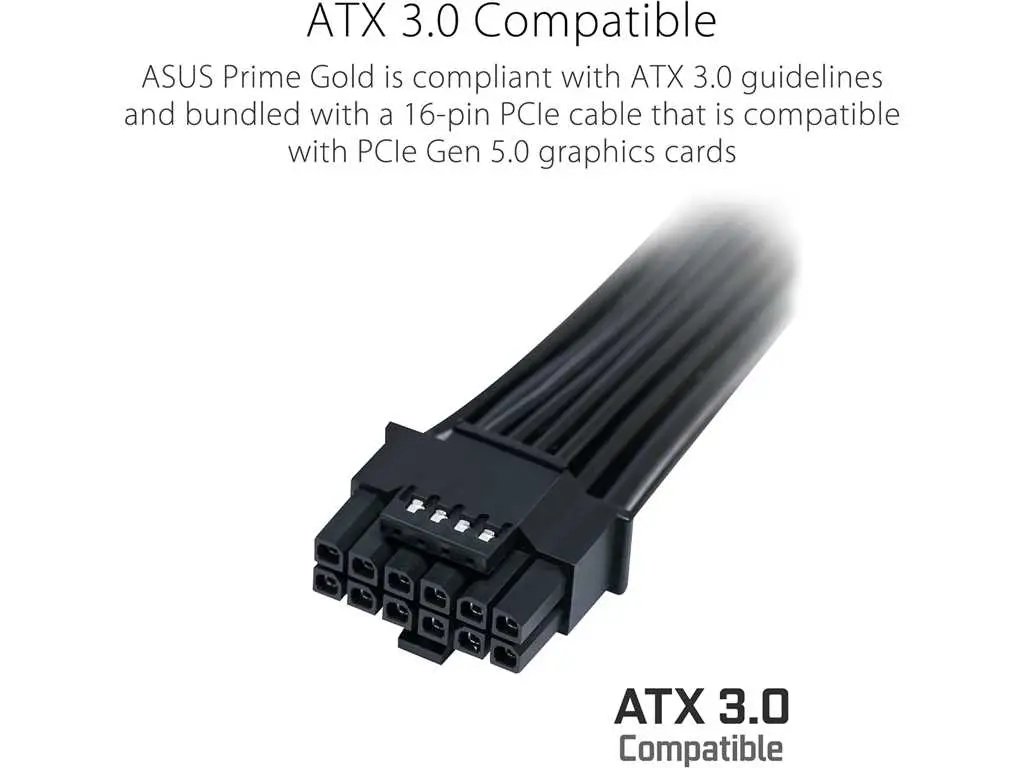 ATX 3.0 Compatible
ASUS Prime Gold is compliant with ATX 3.0 guidelines
and bundled with a 16-pin PCIe cable that is compatible
with PCIe Gen 5.0 graphics cards
ATX 3.0
Compatible